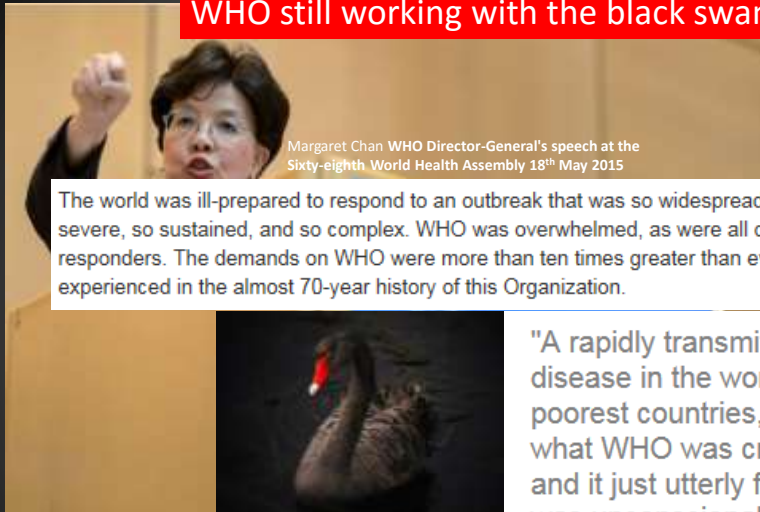 WHO still working with the black swan
Margaret Chan WHO Director-General's speech at the
Sixty-eighth World Health Assembly 18th May 2015
The world was ill-prepared to respond to an outbreak that was so widespread
severe, so sustained, and so complex. WHO was overwhelmed, as were all
responders. The demands on WHO were more than ten times greater than
experienced in the almost 70-year history of this Organization.
"A rapidly
disease in the
poorest countries,
what WHO was
and it just utterly